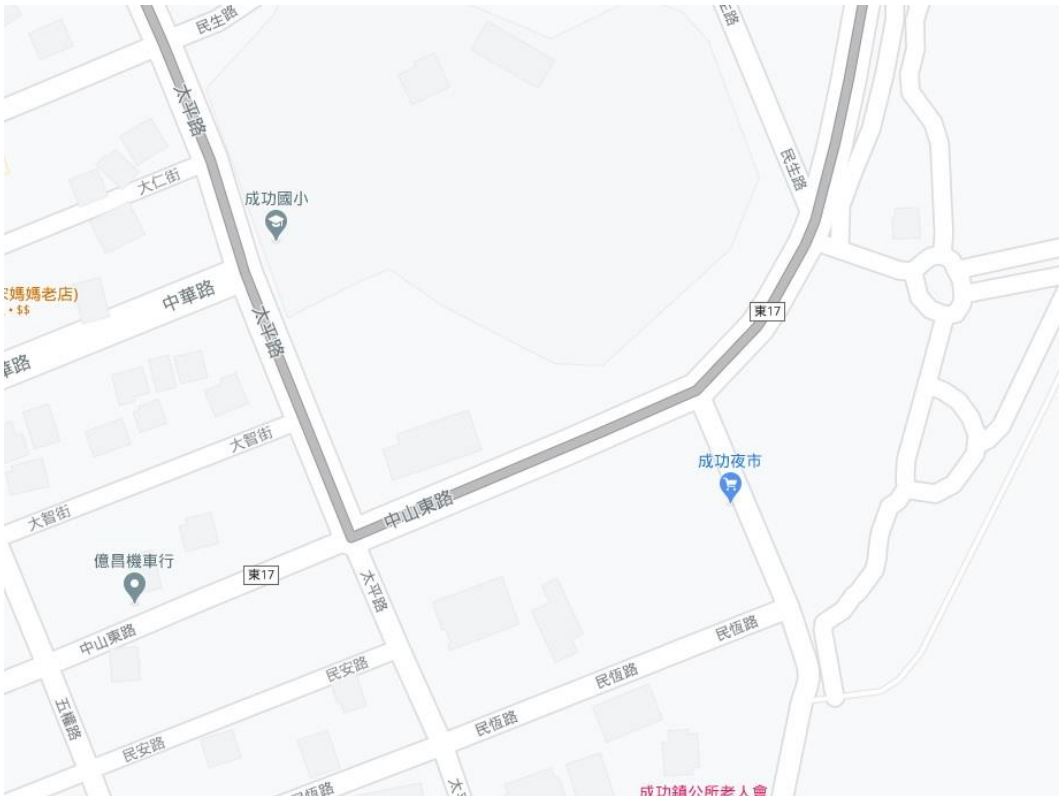 民生路
太平路
民生路
大仁街
成功國小
媽媽老店)
・$$
中華路
東17
太平路
大智街
成功夜市
大智街
中山東路
億昌機車行
東17
太平路
民恆路
中山東路
民安路
民恆路
五權路
民恆路
民安路
成功鎮公所老人會